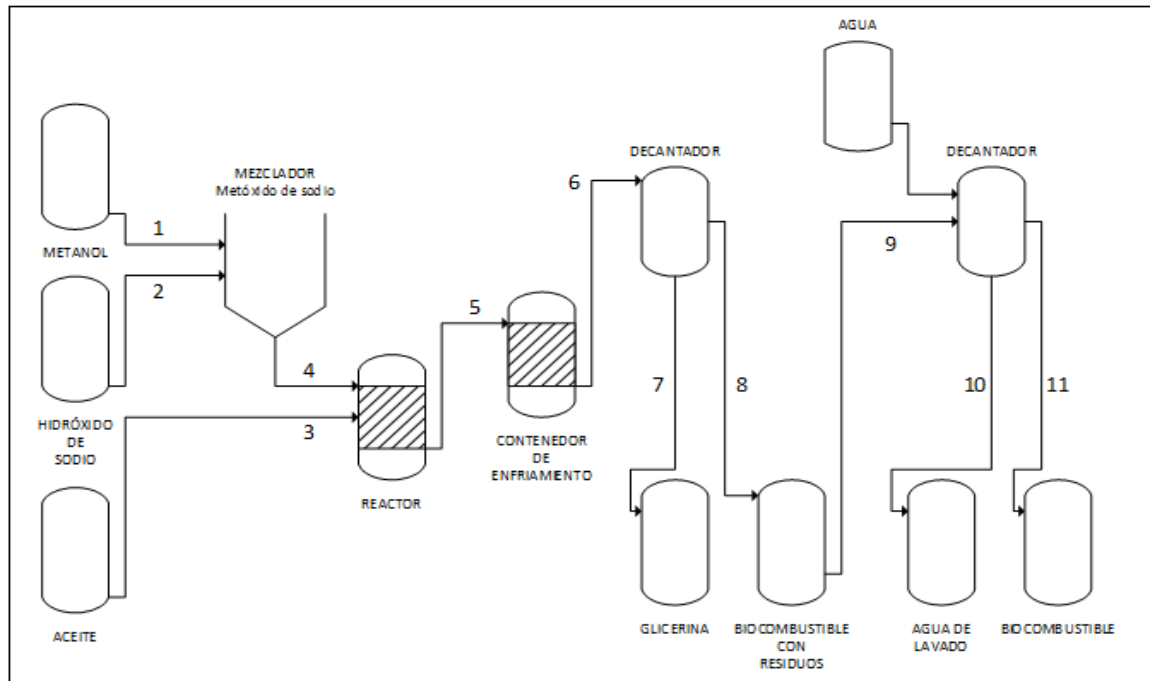 AGUA
METANOL
MEZCLADOR
Metóxido de sodio
DECANTADOR
DECANTADOR
1
2
3
4
5
6
7
8
9
10
11
HIDRÓXIDO
DE
SODIO
REACTOR
CONTENEDOR
DE
ENFRIAMIENTO
ACEITE
GLICERINA
BIOCOMBUSTIBLE
CON
RESIDUOS
AGUA DE
LAVADO
BIOCOMBUSTIBLE